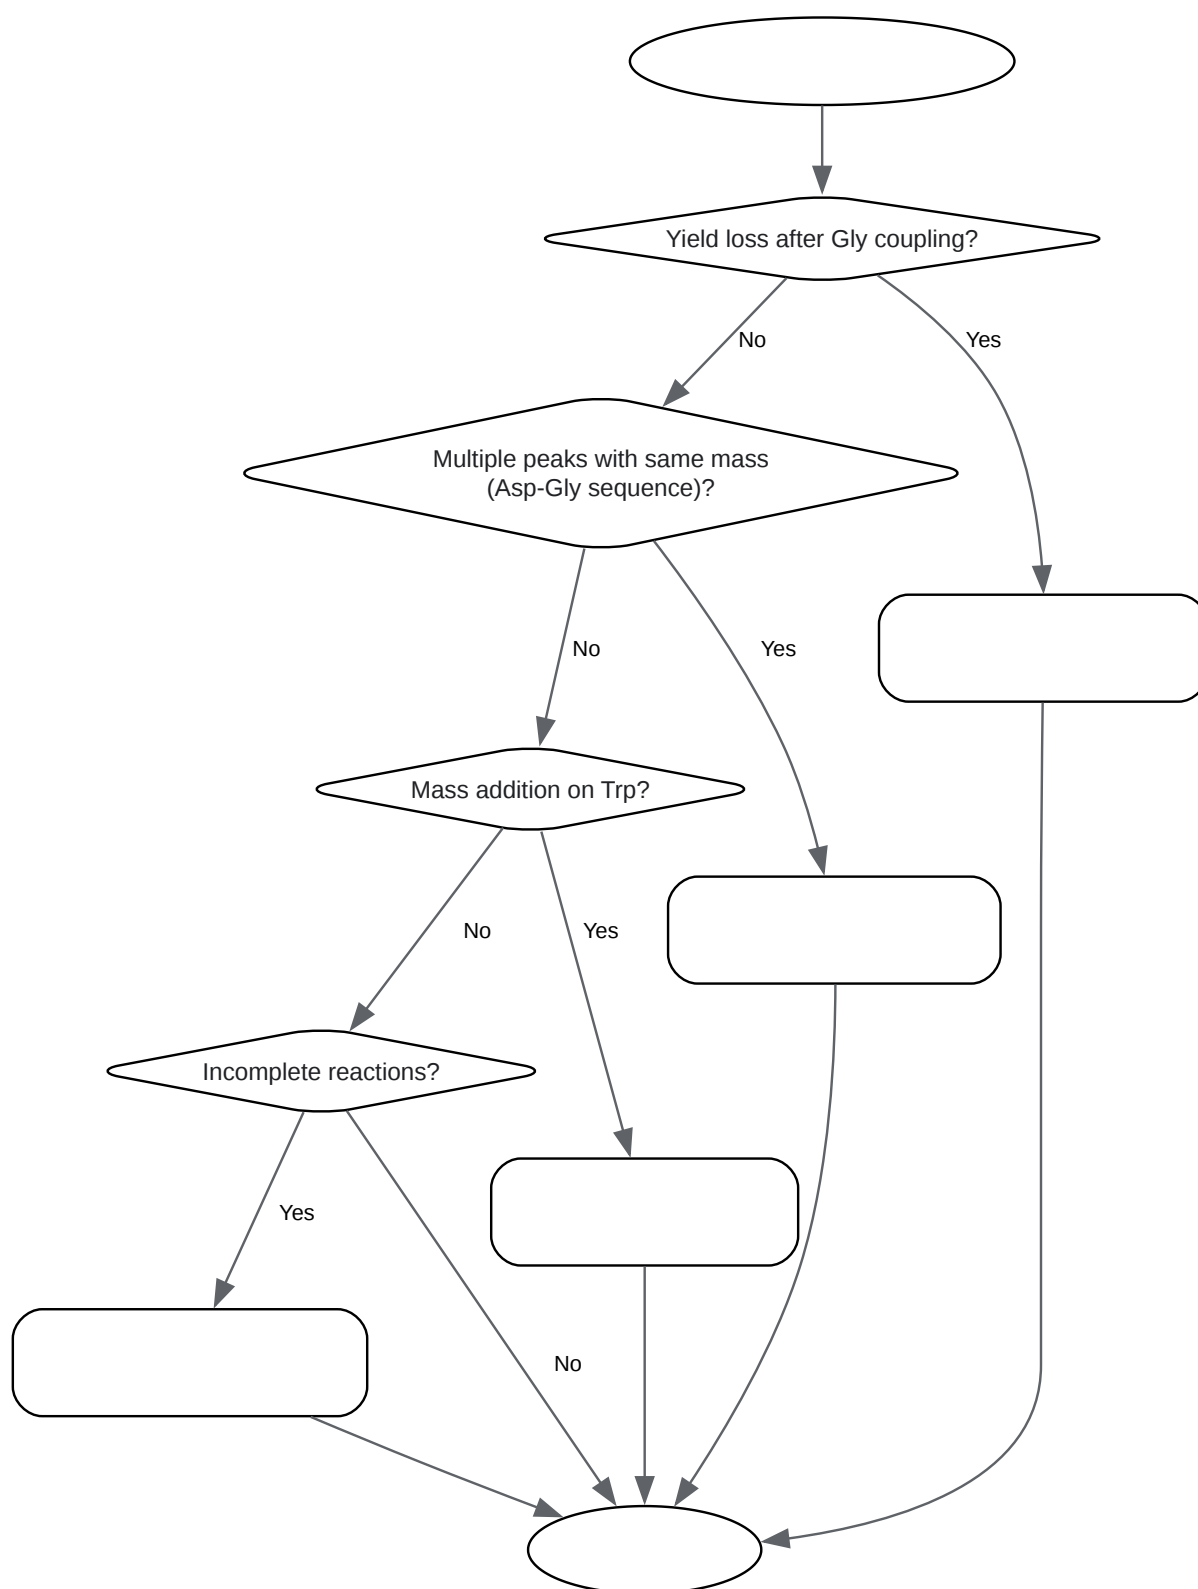 Yield loss after Gly coupling?
No
Yes
Multiple peaks with same mass
(Asp-Gly sequence)?
No
Yes
Mass addition on Trp?
No
Yes
Incomplete reactions?
Yes
No